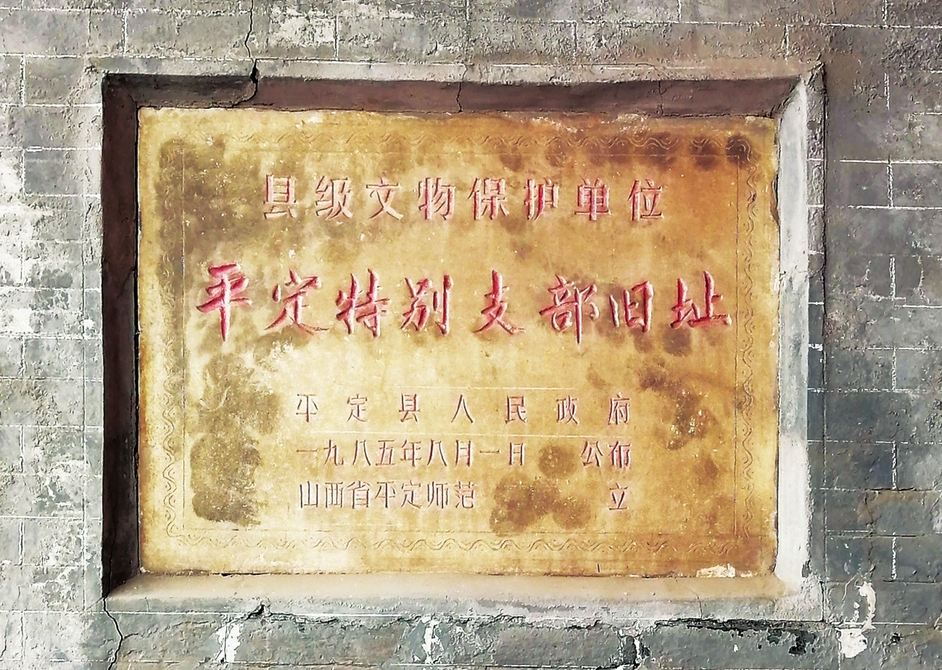 县级文物保护单位
平定特别支部旧址
平定县人民政府
一九八五年八月一日 公布
山西省平定师范 立